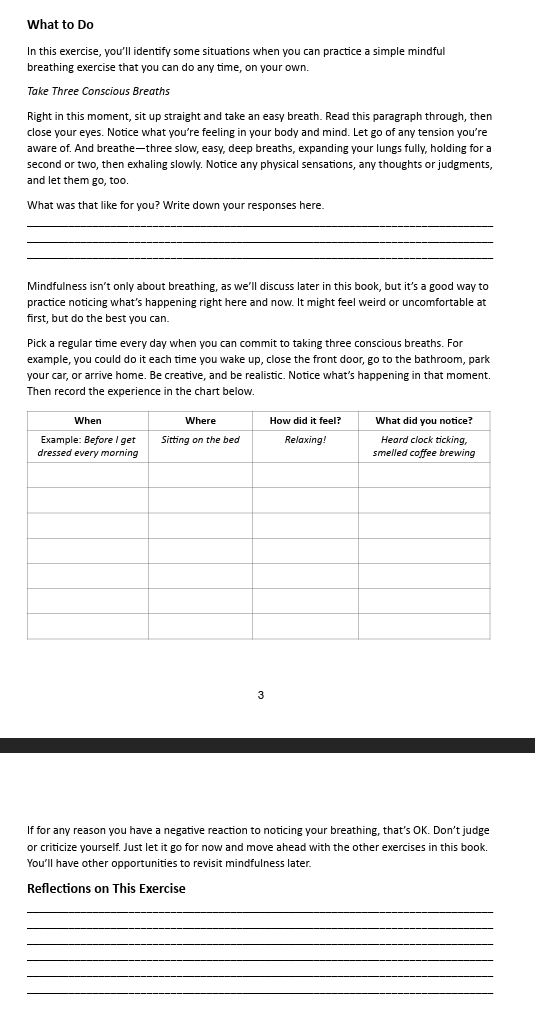 What to Do
In this exercise, you'll identify some situations when you can practice a simple mindful
breathing exercise that you can do any time, on your own.
Take Three Conscious Breaths
Right in this moment, sit up straight and take an easy breath. Read this paragraph through, then
close your eyes. Notice what you're feeling in your body and mind. Let go of any tension you're
aware of. And breathe—three slow, easy, deep breaths, expanding your lungs fully, holding for a
second or two, then exhaling slowly. Notice any physical sensations, any thoughts or judgments,
and let them go, too.
What was that like for you? Write down your responses here.
Mindfulness isn't only about breathing, as we'll discuss later in this book, but it's a good way to
practice noticing what's happening right here and now. It might feel weird or uncomfortable at
first, but do the best you can.
Pick a regular time every day when you can commit to taking three conscious breaths. For
example, you could do it each time you wake up, close the front door, go to the bathroom, park
your car, or arrive home. Be creative, and be realistic. Notice what's happening in that moment.
Then record the experience in the chart below.
When Where How did it feel? What did you notice?
Example: Before I get Sitting on the bed Relaxing! Heard clock ticking,
dressed every morning smelled coffee brewing
3
If for any reason you have a negative reaction to noticing your breathing, that's OK. Don't judge
or criticize yourself. Just let it go for now and move ahead with the other exercises in this book.
You'll have other opportunities to revisit mindfulness later.
Reflections on This Exercise